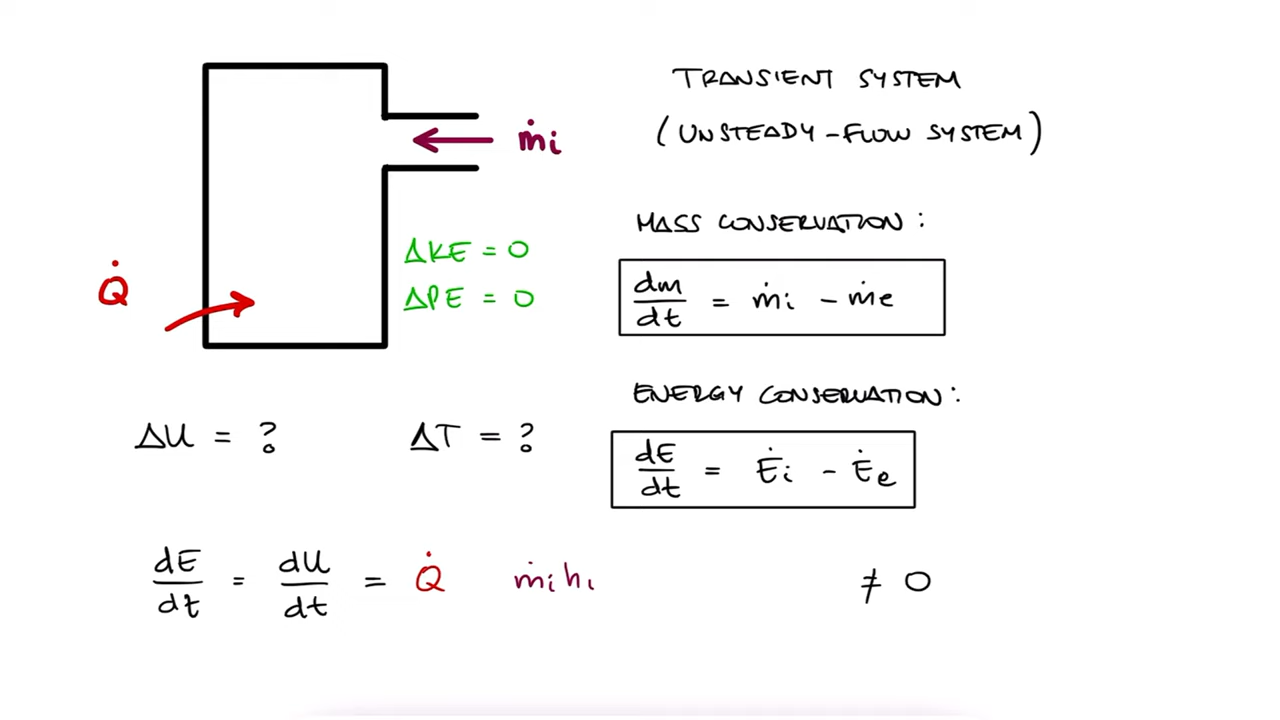 TRANSIENT SYSTEM
(UNSTEADY-FLOW SYSTEM)
ṁi
MASS CONSERVATION:
ΔKE = 0
ΔPE = 0
Q̇
dm/dt = ṁi - ṁe
ENERGY CONSERVATION:
ΔU = ?
ΔT = ?
dE/dt = Ėi - Ėe
dE/dt = dU/dt = Q̇ ṁihi ≠ 0